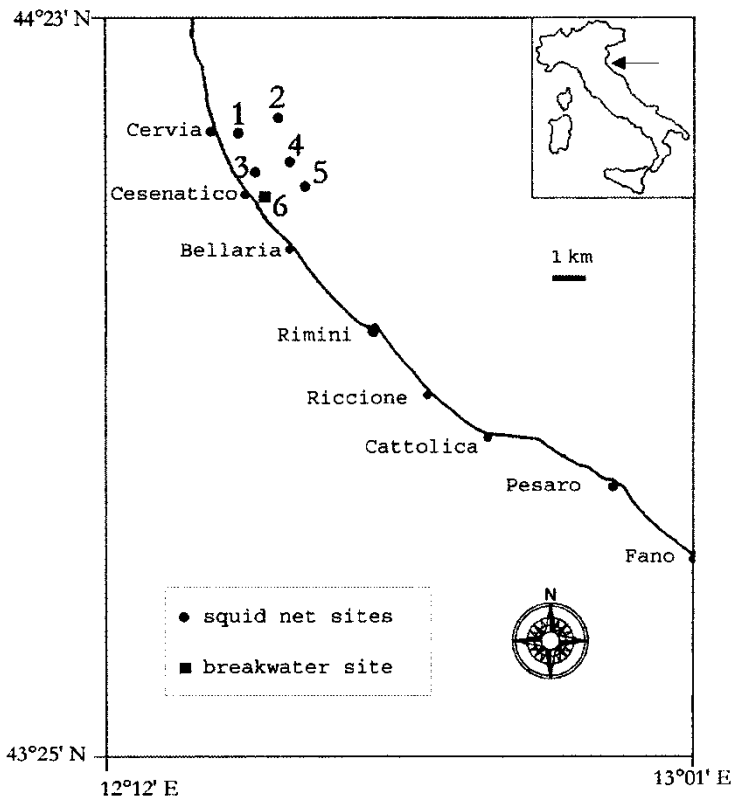 44°23' N
2
1
Cervia
4
3
5
Cesenatico
6
Bellaria
1 km
Rimini
Riccione
Cattolica
Pesaro
Fano
N
squid net sites
breakwater site
43°25' N
12°12' E
13°01' E